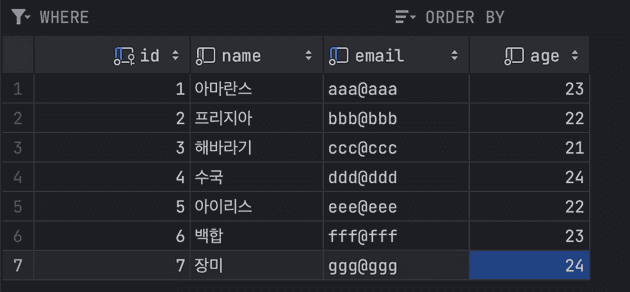 WHERE ORDER BY
id name email age
1 1 아마란스 aaa@aaa 23
2 2 프리지아 bbb@bbb 22
3 3 해바라기 ccc@ccc 21
4 4 수국 ddd@ddd 24
5 5 아이리스 eee@eee 22
6 6 백합 fff@fff 23
7 7 장미 ggg@ggg 24